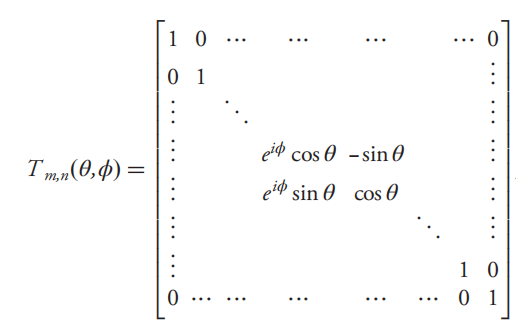 1 0 ... ... ... ... 0
0 1 ⋮
⋮ ⋱ ⋮
⋮ e^{iϕ} cos θ −sin θ ⋮
T_{m,n}(θ,ϕ) =
⋮ e^{iϕ} sin θ cos θ ⋮
⋮ ⋱ ⋮
⋮ 1 0
0 ... ... ... ... ... 0 1